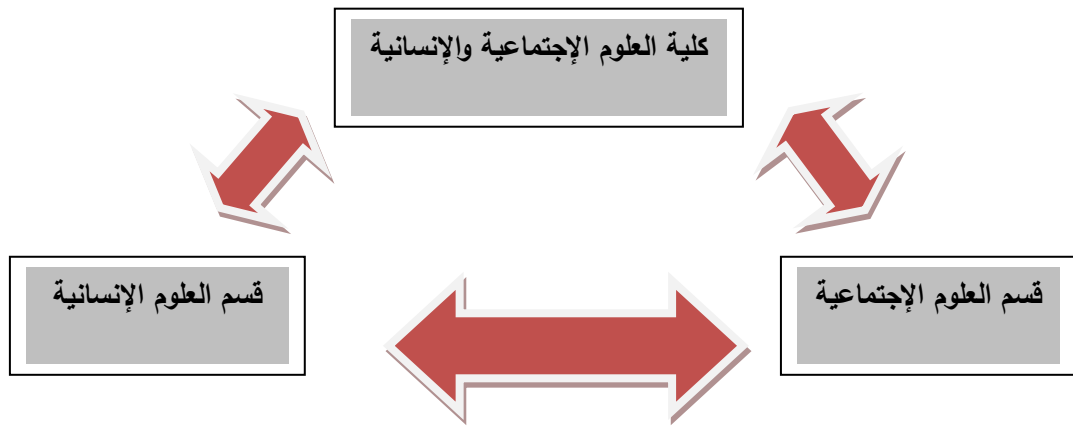 كلية العلوم الإجتماعية والإنسانية
قسم العلوم الإجتماعية
قسم العلوم الإنسانية